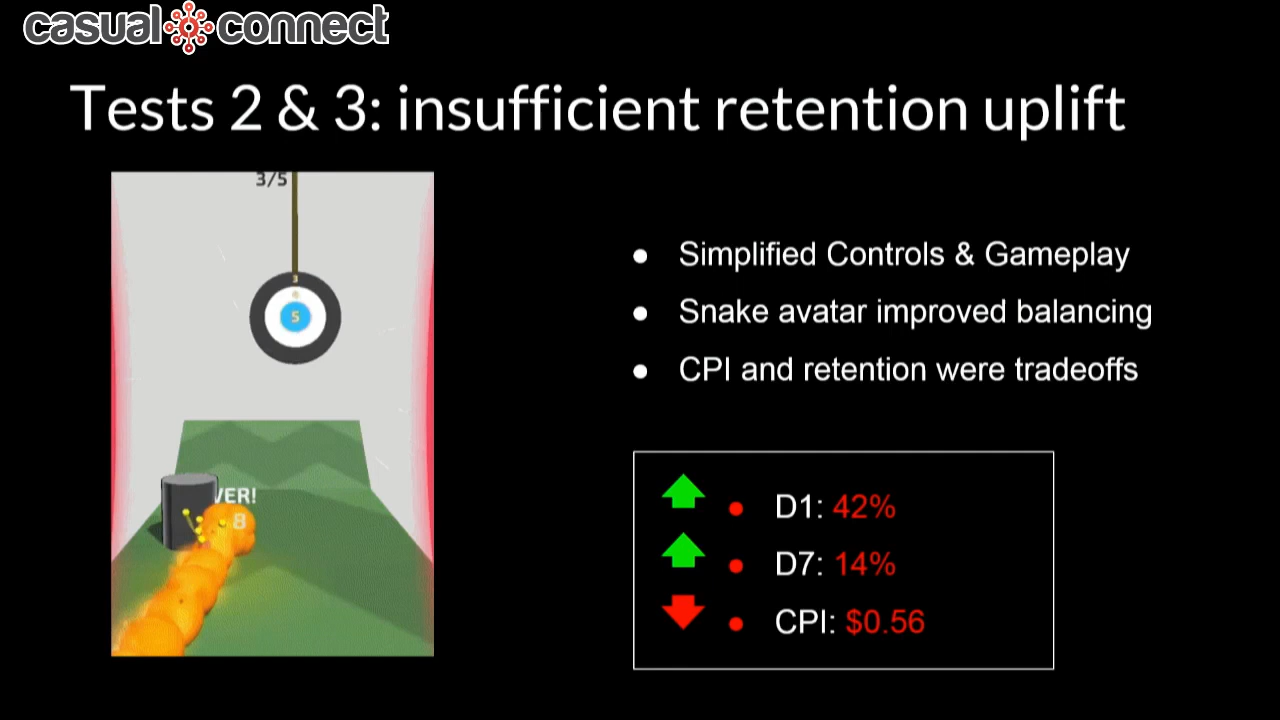 casual connect
Tests 2 & 3: insufficient retention uplift
3/5
3
5
VER!
8
● Simplified Controls & Gameplay
● Snake avatar improved balancing
● CPI and retention were tradeoffs
● D1: 42%
● D7: 14%
● CPI: $0.56